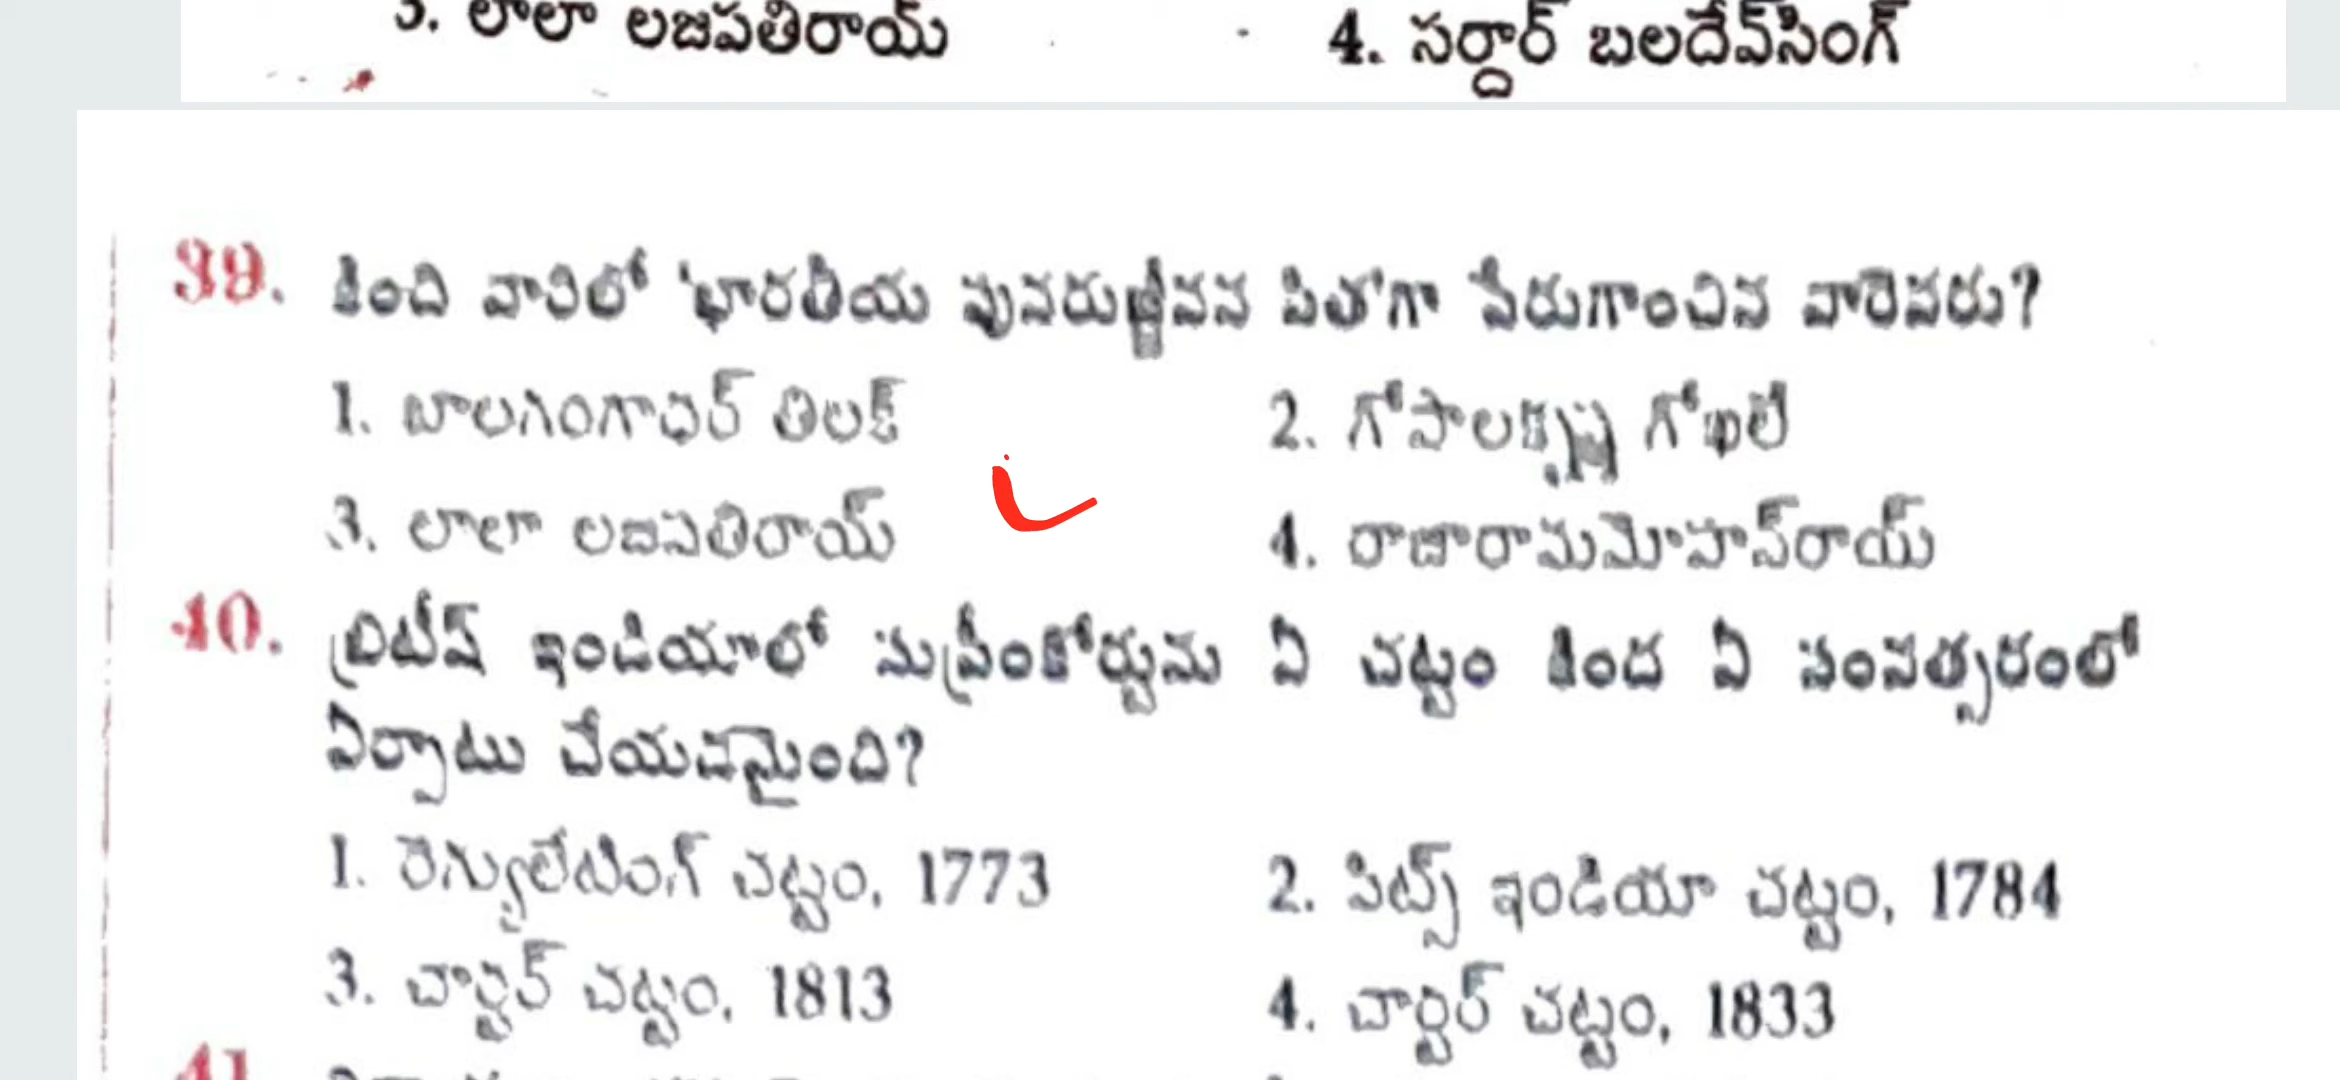 3. లాలా లజపతిరాయ్ 4. సర్దార్ బలదేవ్‌సింగ్
39. కింది వారిలో 'భారతీయ పునరుజ్జీవన పితా'గా పేరుగాంచిన వారెవరు?
1. బాలగంగాధర్ తిలక్ 2. గోపాలకృష్ణ గోఖలే
3. లాలా లజపతిరాయ్ 4. రాజారామమోహన్‌రాయ్
40. బ్రిటీష్ ఇండియాలో సుప్రీంకోర్టును ఏ చట్టం కింద ఏ సంవత్సరంలో
ఏర్పాటు చేయడమైంది?
1. రెగ్యులేటింగ్ చట్టం, 1773 2. పిట్స్ ఇండియా చట్టం, 1784
3. చార్టర్ చట్టం, 1813 4. చార్టర్ చట్టం, 1833
41.